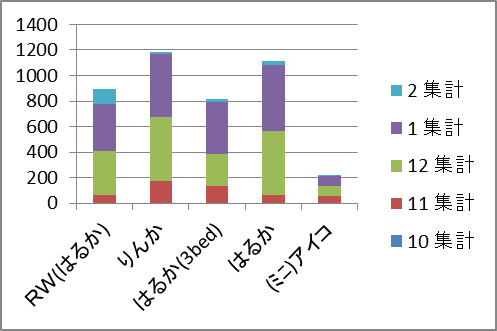 1400
1200
1000
800
600
400
200
0
RW((はるか)
りんか
はるか(3bed)
はるか
(ﾐﾆ)アイコ
2 集計
1 集計
12 集計
11 集計
10 集計